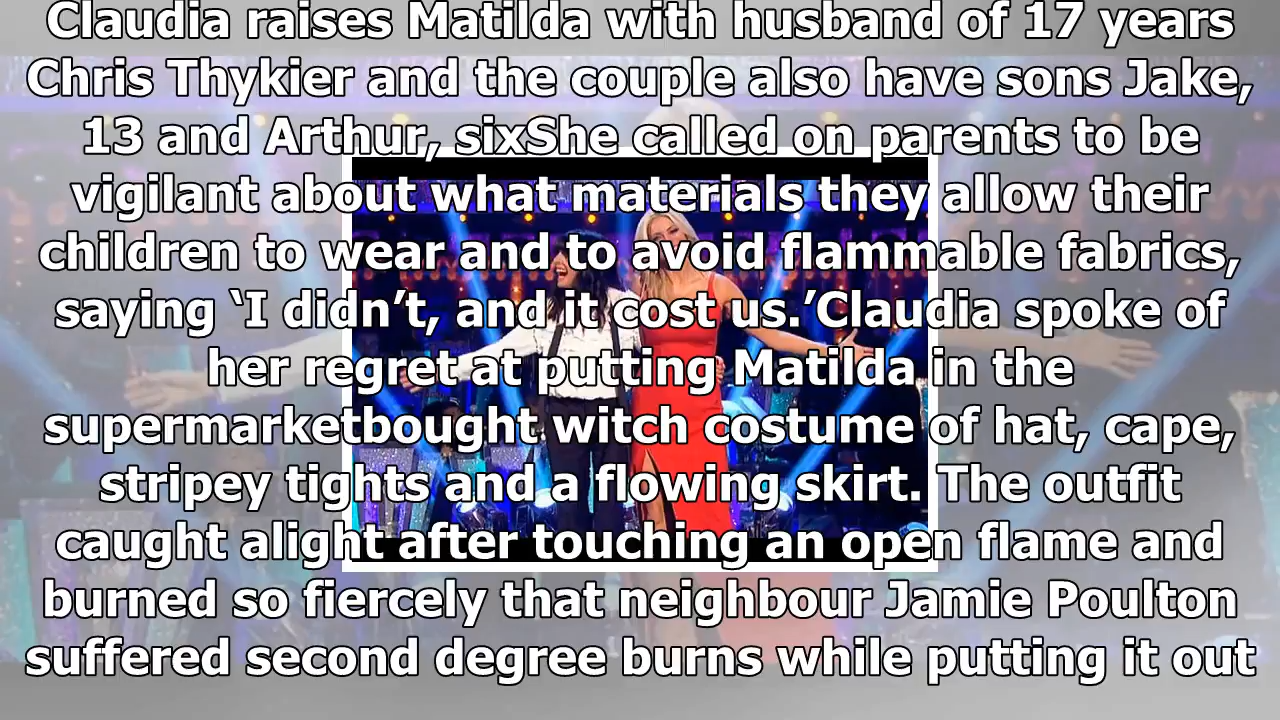 Claudia raises Matilda with husband of 17 years
Chris Thykier and the couple also have sons Jake,
13 and Arthur, sixShe called on parents to be
vigilant about what materials they allow their
children to wear and to avoid flammable fabrics,
saying ‘I didn’t, and it cost us.’Claudia spoke of
her regret at putting Matilda in the
supermarketbought witch costume of hat, cape,
stripey tights and a flowing skirt. The outfit
caught alight after touching an open flame and
burned so fiercely that neighbour Jamie Poulton
suffered second degree burns while putting it out